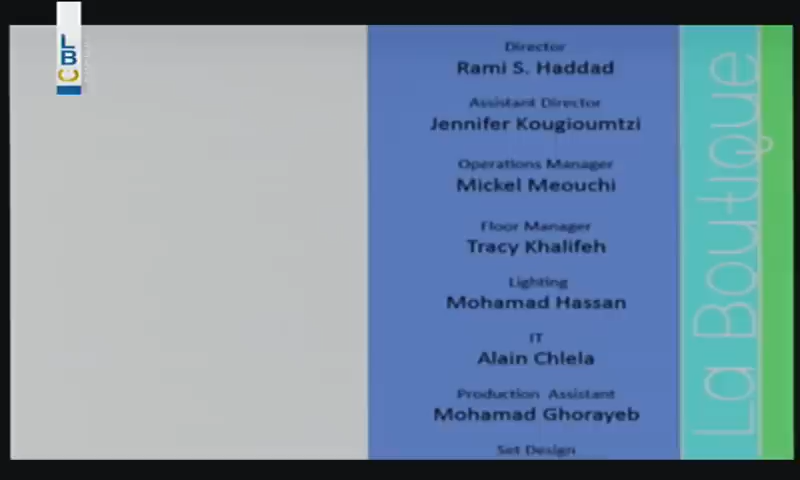 LBC
Director
Rami S. Haddad
Assistant Director
Jennifer Kougioumtzi
Operations Manager
Mickel Meouchi
Floor Manager
Tracy Khalifeh
Lighting
Mohamad Hassan
IT
Alain Chlela
Production Assistant
Mohamad Ghorayeb
Set Design
La Boutique